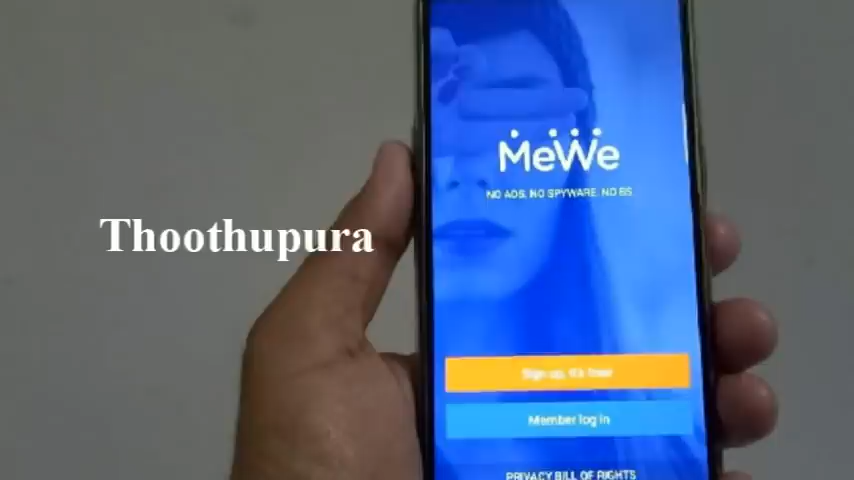 MeWe
NO ADS. NO SPYWARE. NO BS.
Thoothupura
Sign up, it's free!
Member log in
PRIVACY BILL OF RIGHTS